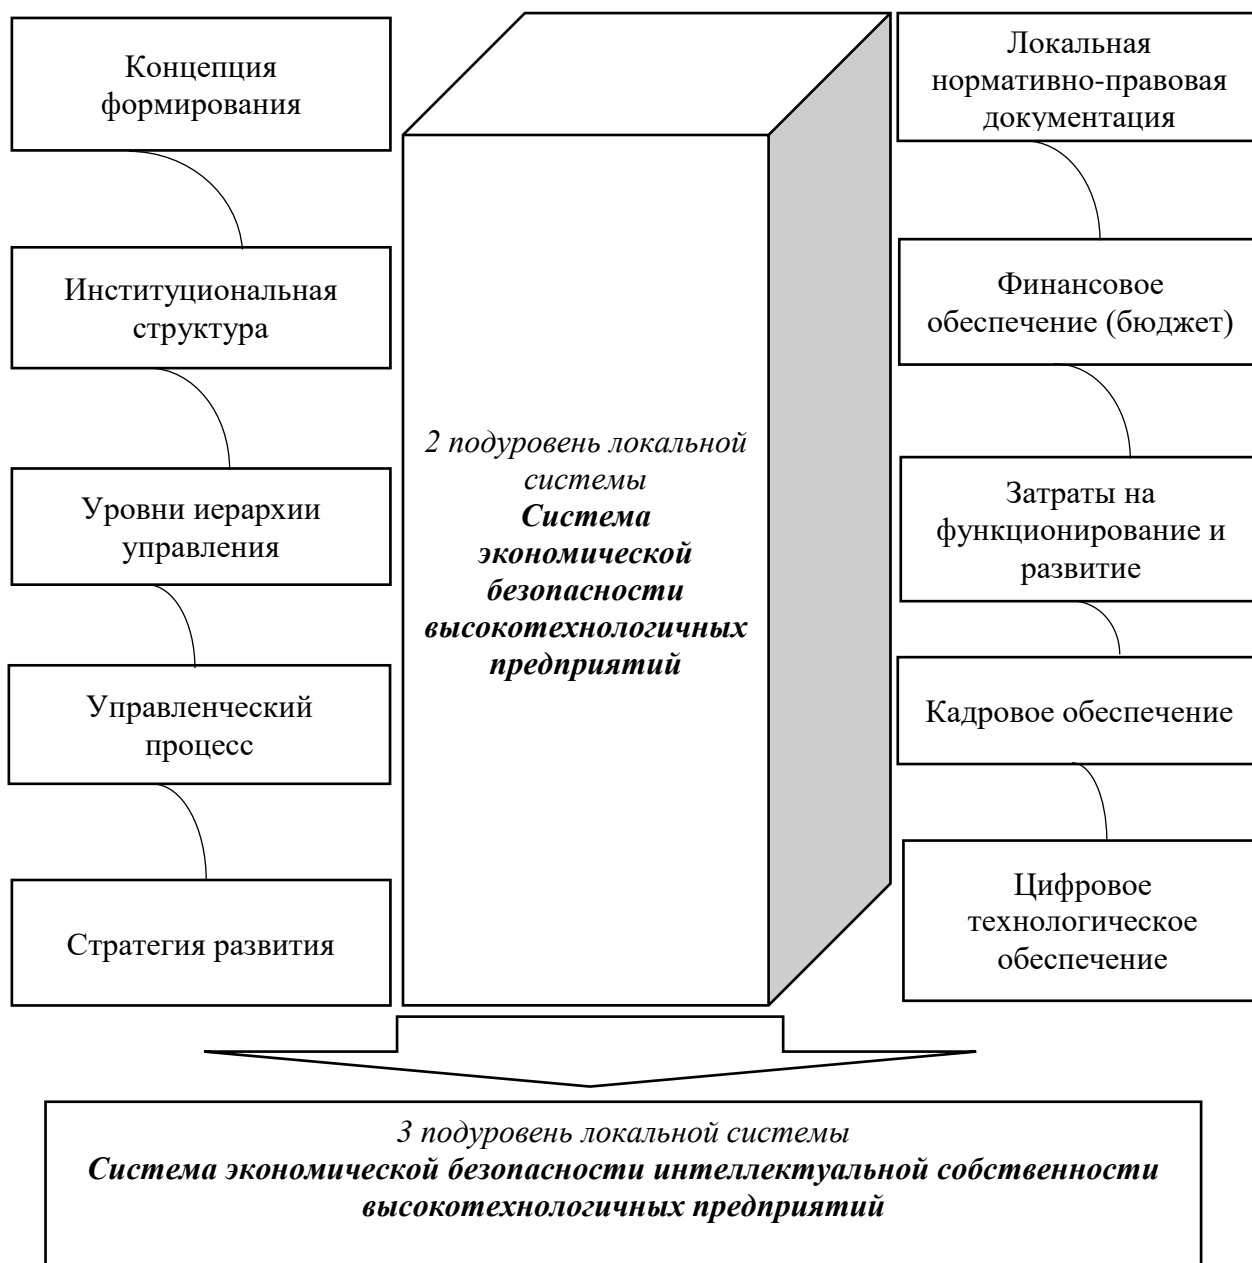 Концепция
формирования
Институциональная
структура
Уровни иерархии
управления
Управленческий
процесс
Стратегия развития
2 подуровень локальной
системы
Система
экономической
безопасности
высокотехнологичных
предприятий
Локальная
нормативно-правовая
документация
Финансовое
обеспечение (бюджет)
Затраты на
функционирование и
развитие
Кадровое обеспечение
Цифровое
технологическое
обеспечение
3 подуровень локальной системы
Система экономической безопасности интеллектуальной собственности
высокотехнологичных предприятий